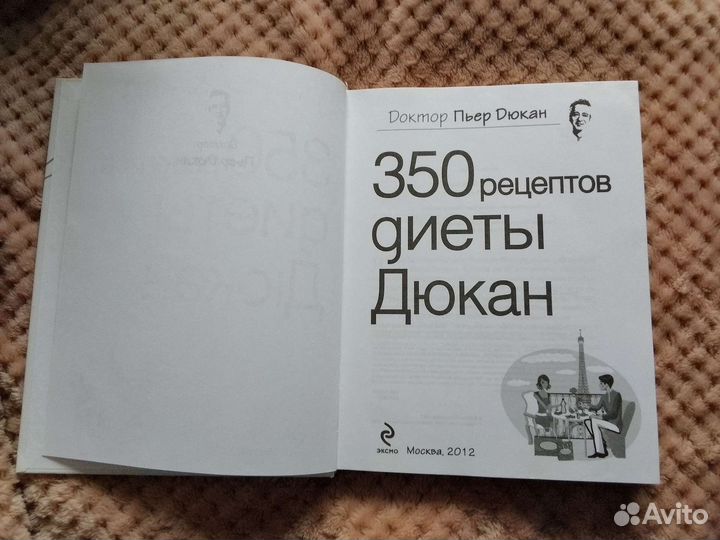 Доктор Пьер Дюкан
350 рецептов
диеты
Дюкан
эксмо
Москва, 2012
Avito